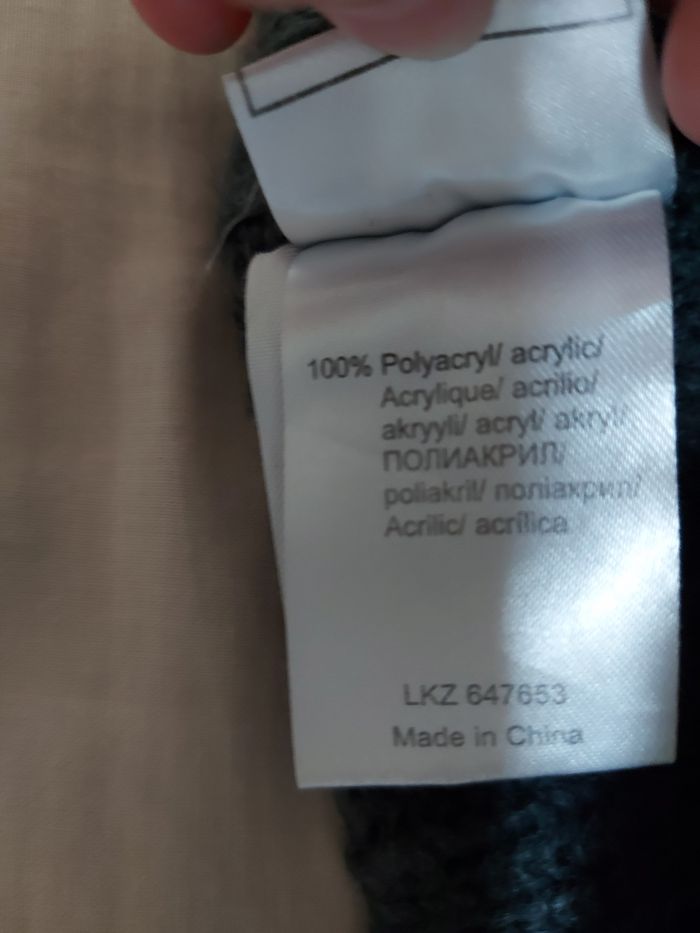 100% Polyacryl/ acrylic/
Acrylique/ acrilio/
akryyli/ acryl/ akryl/
ПОЛИАКРИЛ/
poliakril/ поліакрил/
Acrilic/ acrílica
LKZ 647653
Made in China